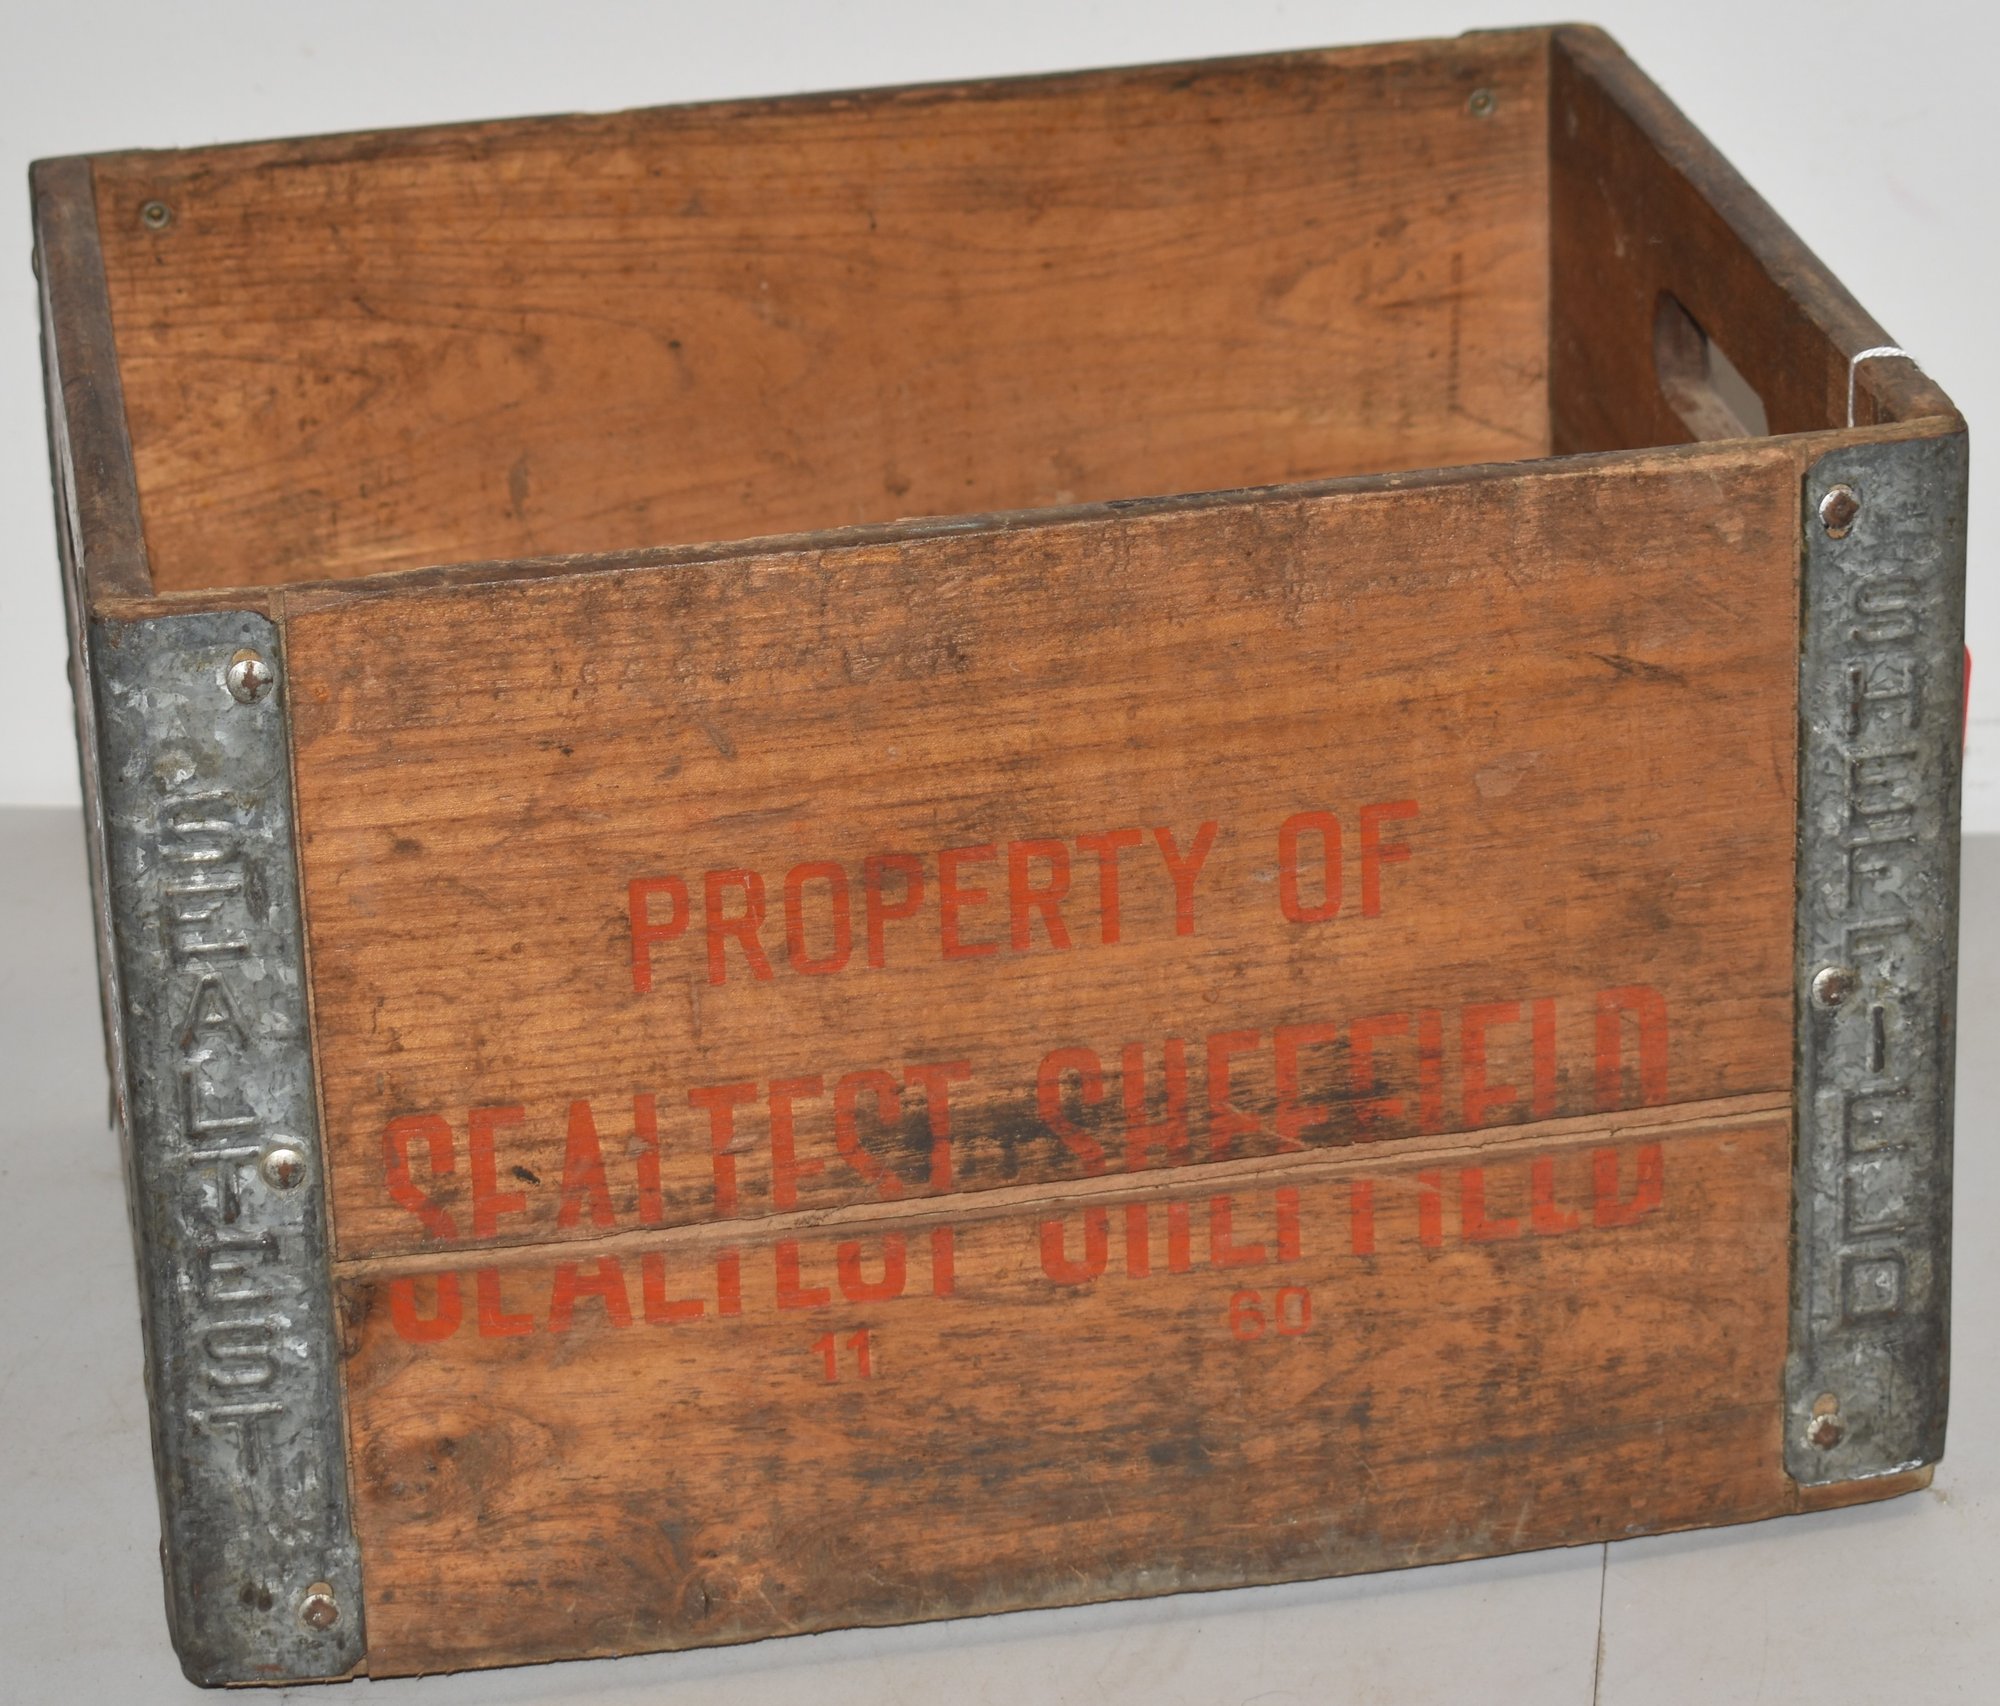 PROPERTY OF
SEALTEST SHEFFIELD
11 60
SEALTEST
SHEFFIELD